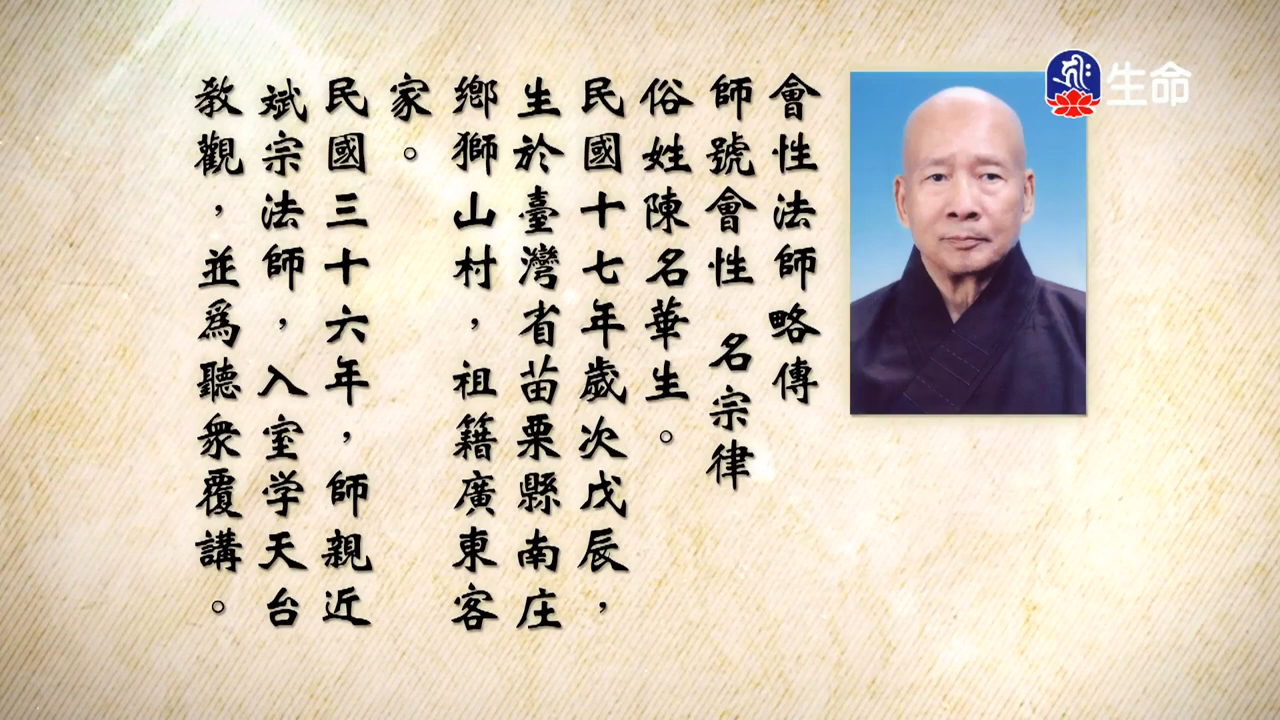 會性法師略傳
師號會性 名宗律
俗姓陳名華生。
民國十七年歲次戊辰，
生於臺灣省苗栗縣南庄
鄉獅山村，祖籍廣東客
家。
民國三十六年，師親近
斌宗法師，入室学天台
教觀，並爲聽衆覆講。
生命